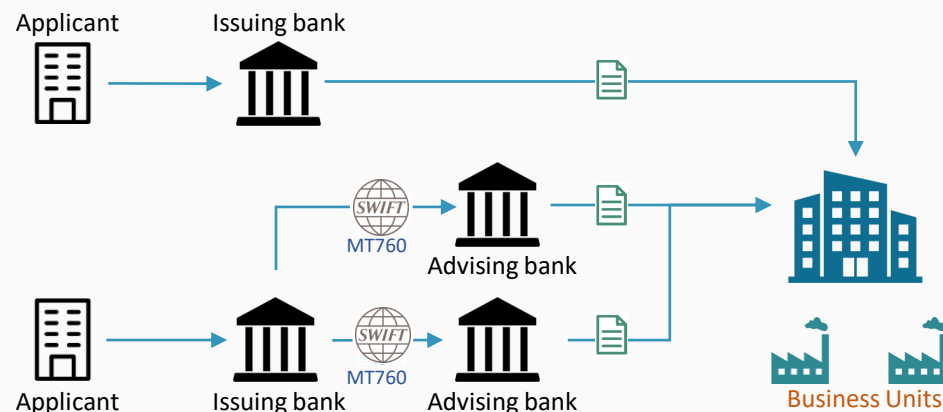 Applicant
Issuing bank
SWIFT
MT760
Advising bank
SWIFT
MT760
Applicant
Issuing bank
Advising bank
Business Units